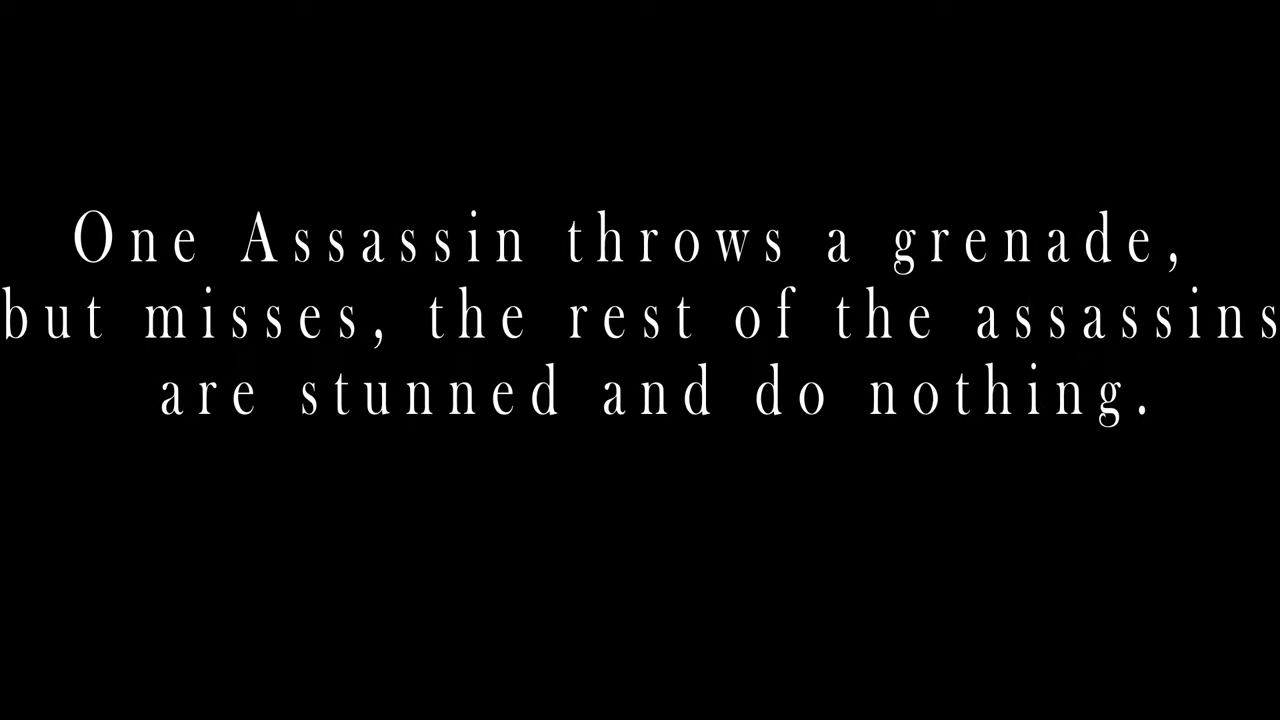 One Assassin throws a grenade,
but misses, the rest of the assassins
are stunned and do nothing.